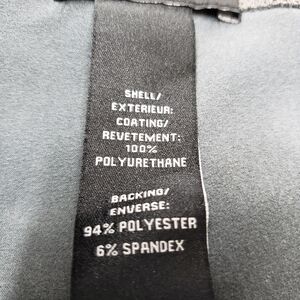 SHELL/
EXTERIEUR:
COATING/
REVETEMENT:
100%
POLYURETHANE
BACKING/
ENVERSE:
94% POLYESTER
6% SPANDEX